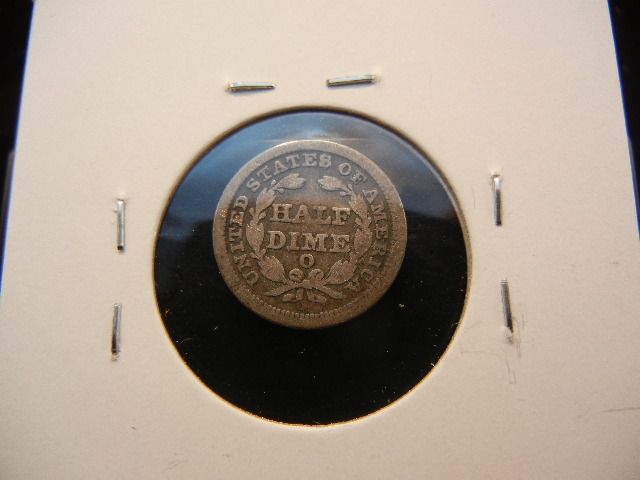 UNITED STATES OF AMERICA
HALF
DIME
O